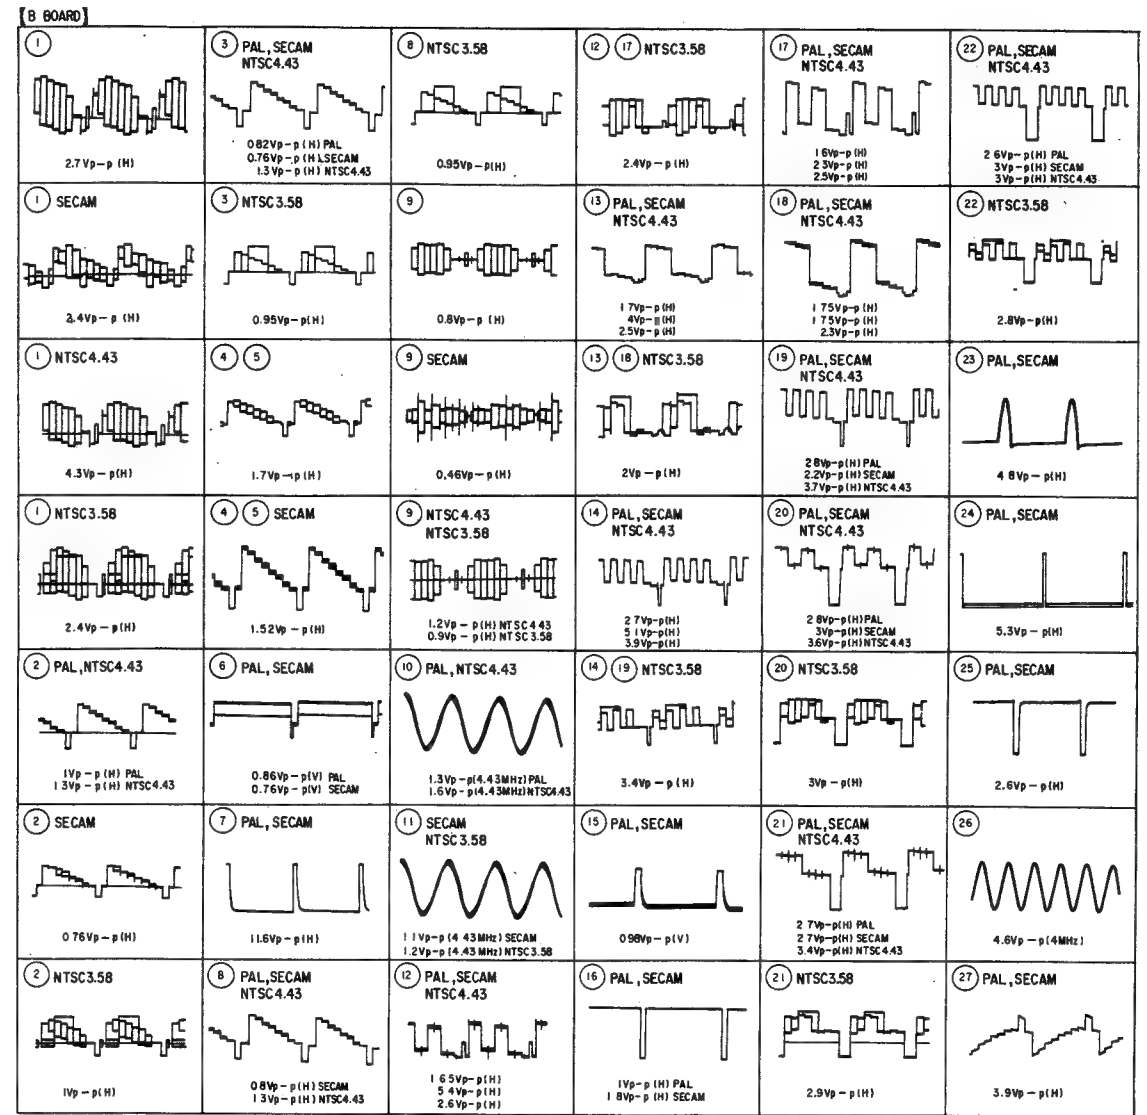 [B BOARD]
1
2.7Vp-p (H)
3 PAL,SECAM
NTSC4.43
0.82Vp-p (H) PAL
0.76Vp-p (H) SECAM
1.3Vp-p (H) NTSC4.43
8 NTSC3.58
0.95Vp-p(H)
12 17 NTSC3.58
2.4Vp-p (H)
17 PAL,SECAM
NTSC4.43
1.6Vp-p(H)
2.3Vp-p(H)
2.5Vp-p(H)
22 PAL,SECAM
NTSC4.43
2.6Vp-p(H) PAL
3Vp-p(H) SECAM
3Vp-p(H) NTSC4.43
1 SECAM
2.4Vp-p (H)
3 NTSC3.58
0.95Vp-p(H)
9
0.8Vp-p (H)
13 PAL,SECAM
NTSC4.43
1.7Vp-p(H)
4Vp-p(H)
2.5Vp-p(H)
18 PAL,SECAM
NTSC4.43
1.75Vp-p(H)
1.75Vp-p(H)
2.3Vp-p(H)
22 NTSC3.58
2.8Vp-p(H)
1 NTSC4.43
4.3Vp-p(H)
4 5
1.7Vp-p(H)
9 SECAM
0.46Vp-p(H)
13 18 NTSC3.58
2Vp-p(H)
19 PAL,SECAM
NTSC4.43
2.8Vp-p(H) PAL
2.2Vp-p(H) SECAM
3.7Vp-p(H) NTSC4.43
23 PAL,SECAM
4.8Vp-p(H)
1 NTSC3.58
2.4Vp-p(H)
4 5 SECAM
1.52Vp-p(H)
9 NTSC4.43
NTSC3.58
1.2Vp-p(H) NTSC4.43
0.9Vp-p(H) NTSC3.58
14 PAL,SECAM
NTSC4.43
2.7Vp-p(H)
5.1Vp-p(H)
3.9Vp-p(H)
20 PAL,SECAM
NTSC4.43
2.8Vp-p(H) PAL
3Vp-p(H) SECAM
3.6Vp-p(H) NTSC4.43
24 PAL,SECAM
5.3Vp-p(H)
2 PAL,NTSC4.43
1Vp-p (H) PAL
1.3Vp-p (H) NTSC4.43
6 PAL,SECAM
0.86Vp-p(V) PAL
0.76Vp-p(V) SECAM
10 PAL,NTSC4.43
1.3Vp-p(4.43MHz) PAL
1.6Vp-p(4.43MHz) NTSC4.43
14 19 NTSC3.58
3.4Vp-p(H)
20 NTSC3.58
3Vp-p(H)
25 PAL,SECAM
2.6Vp-p(H)
2 SECAM
0.76Vp-p(H)
7 PAL,SECAM
11.6Vp-p(H)
11 SECAM
NTSC3.58
1.1Vp-p(4.43MHz) SECAM
1.2Vp-p(4.43MHz) NTSC3.58
15 PAL,SECAM
0.98Vp-p(V)
21 PAL,SECAM
NTSC4.43
2.7Vp-p(H) PAL
2.7Vp-p(H) SECAM
3.4Vp-p(H) NTSC4.43
26
4.6Vp-p(4MHz)
2 NTSC3.58
1Vp-p(H)
8 PAL,SECAM
NTSC4.43
0.8Vp-p(H) SECAM
1.3Vp-p(H) NTSC4.43
12 PAL,SECAM
NTSC4.43
1.65Vp-p(H)
5.4Vp-p(H)
2.6Vp-p(H)
16 PAL,SECAM
1Vp-p (H) PAL
1.8Vp-p(H) SECAM
21 NTSC3.58
2.9Vp-p(H)
27 PAL,SECAM
3.9Vp-p(H)